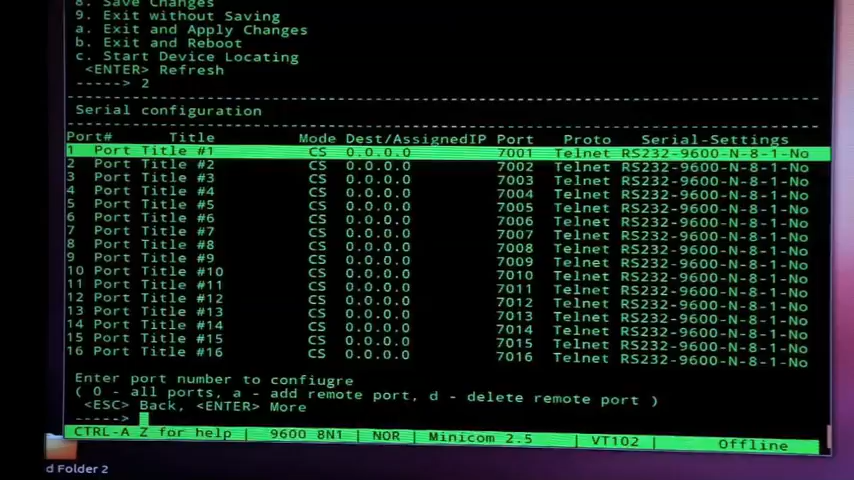 8. Save Changes
9. Exit without Saving
a. Exit and Apply Changes
b. Exit and Reboot
c. Start Device Locating
<ENTER> Refresh
-----> 2
Serial configuration
Port# Title Mode Dest/AssignedIP Port Proto Serial-Settings
1 Port Title #1 CS 0.0.0.0 7001 Telnet RS232-9600-N-8-1-No
2 Port Title #2 CS 0.0.0.0 7002 Telnet RS232-9600-N-8-1-No
3 Port Title #3 CS 0.0.0.0 7003 Telnet RS232-9600-N-8-1-No
4 Port Title #4 CS 0.0.0.0 7004 Telnet RS232-9600-N-8-1-No
5 Port Title #5 CS 0.0.0.0 7005 Telnet RS232-9600-N-8-1-No
6 Port Title #6 CS 0.0.0.0 7006 Telnet RS232-9600-N-8-1-No
7 Port Title #7 CS 0.0.0.0 7007 Telnet RS232-9600-N-8-1-No
8 Port Title #8 CS 0.0.0.0 7008 Telnet RS232-9600-N-8-1-No
9 Port Title #9 CS 0.0.0.0 7009 Telnet RS232-9600-N-8-1-No
10 Port Title #10 CS 0.0.0.0 7010 Telnet RS232-9600-N-8-1-No
11 Port Title #11 CS 0.0.0.0 7011 Telnet RS232-9600-N-8-1-No
12 Port Title #12 CS 0.0.0.0 7012 Telnet RS232-9600-N-8-1-No
13 Port Title #13 CS 0.0.0.0 7013 Telnet RS232-9600-N-8-1-No
14 Port Title #14 CS 0.0.0.0 7014 Telnet RS232-9600-N-8-1-No
15 Port Title #15 CS 0.0.0.0 7015 Telnet RS232-9600-N-8-1-No
16 Port Title #16 CS 0.0.0.0 7016 Telnet RS232-9600-N-8-1-No
Enter port number to confiugre
( 0 - all ports, a - add remote port, d - delete remote port )
<ESC> Back, <ENTER> More
----->
CTRL-A Z for help | 9600 8N1 | NOR | Minicom 2.5 | VT102 | Offline
d Folder 2